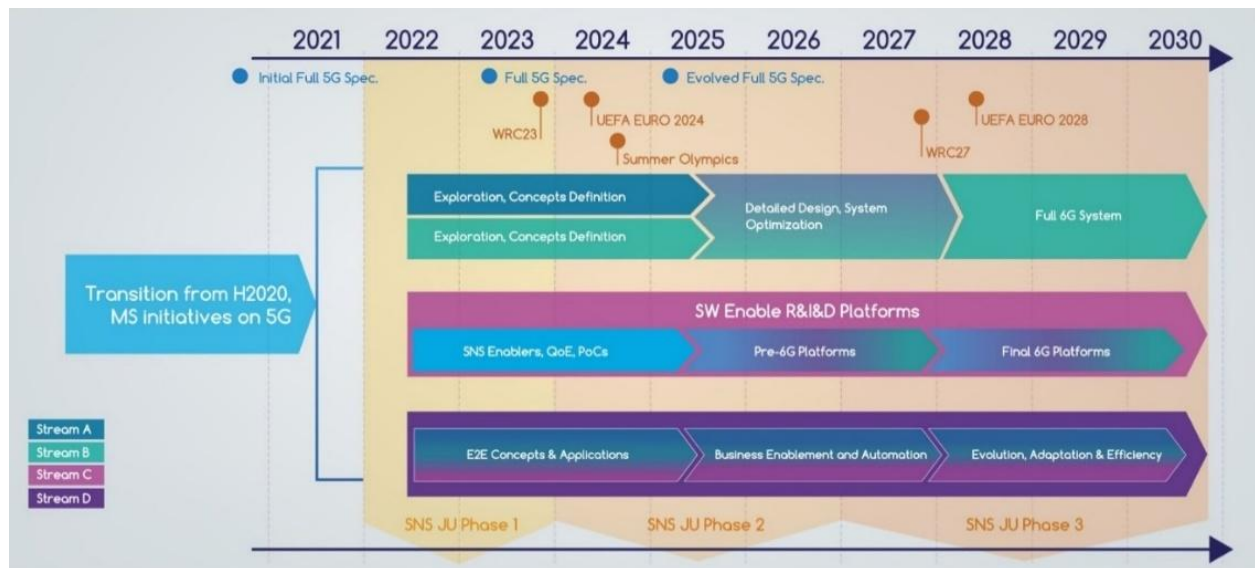 2021 2022 2023 2024 2025 2026 2027 2028 2029 2030
Initial Full 5G Spec.
Full 5G Spec.
Evolved Full 5G Spec.
WRC23
UEFA EURO 2024
Summer Olympics
WRC27
UEFA EURO 2028
Exploration, Concepts Definition
Exploration, Concepts Definition
Detailed Design, System
Optimization
Full 6G System
Transition from H2020,
MS initiatives on 5G
SW Enable R&I&D Platforms
SNS Enablers, QoE, PoCs
Pre-6G Platforms
Final 6G Platforms
Stream A
Stream B
Stream C
Stream D
E2E Concepts & Applications
Business Enablement and Automation
Evolution, Adaptation & Efficiency
SNS JU Phase 1
SNS JU Phase 2
SNS JU Phase 3